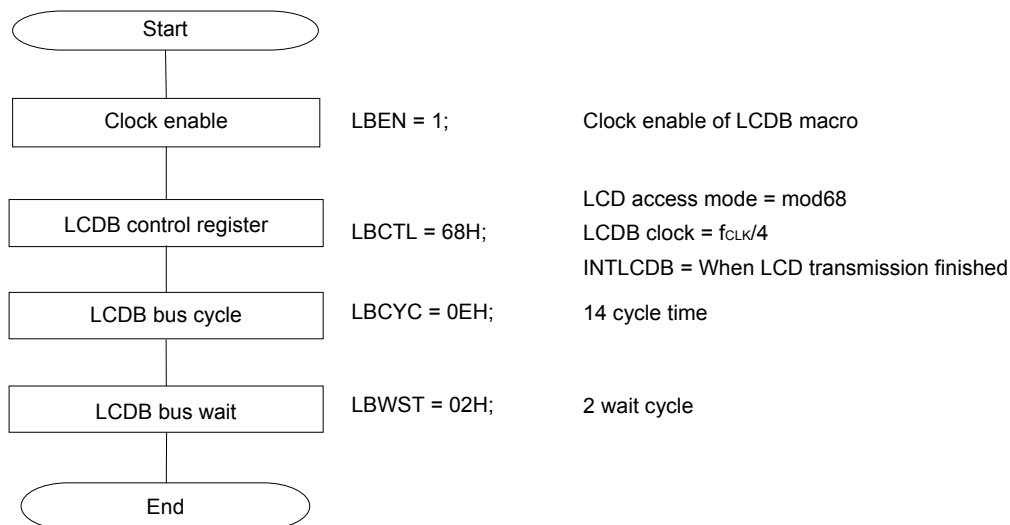 Start
Clock enable
LBEN = 1;
Clock enable of LCDB macro
LCDB control register
LBCTL = 68H;
LCD access mode = mod68
LCDB clock = fCLK/4
INTLCDB = When LCD transmission finished
LCDB bus cycle
LBCYC = 0EH;
14 cycle time
LCDB bus wait
LBWST = 02H;
2 wait cycle
End